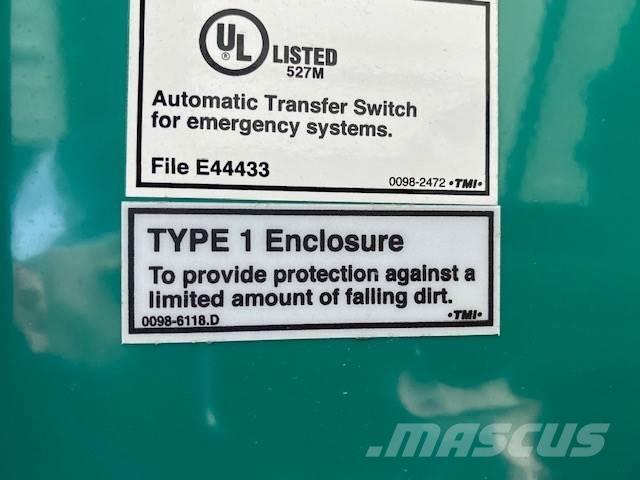 UL LISTED
527M
Automatic Transfer Switch
for emergency systems.
File E44433
0098-2472 •TMI•
TYPE 1 Enclosure
To provide protection against a
limited amount of falling dirt.
0098-6118.D •TMI•
MASCUS